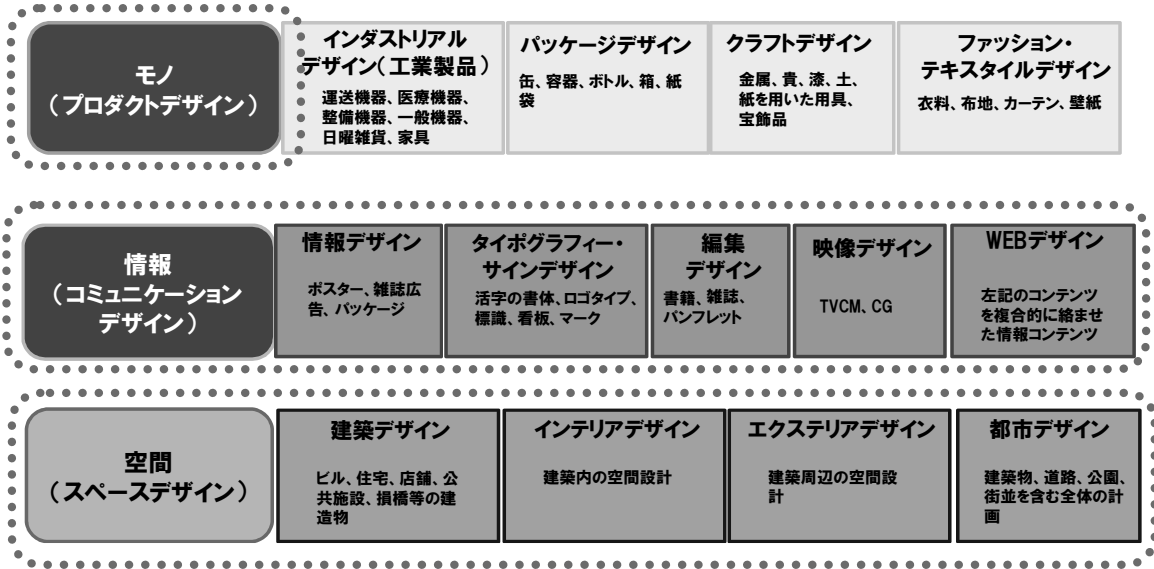 モノ
（プロダクトデザイン）
インダストリアル
デザイン（工業製品）
運送機器、医療機器、
整備機器、一般機器、
日曜雑貨、家具
パッケージデザイン
缶、容器、ボトル、箱、紙
袋
クラフトデザイン
金属、貴、漆、土、
紙を用いた用具、
宝飾品
ファッション・
テキスタイルデザイン
衣料、布地、カーテン、壁紙
情報
（コミュニケーション
デザイン）
情報デザイン
ポスター、雑誌広
告、パッケージ
タイポグラフィー・
サインデザイン
活字の書体、ロゴタイプ、
標識、看板、マーク
編集
デザイン
書籍、雑誌、
パンフレット
映像デザイン
TVCM、CG
WEBデザイン
左記のコンテンツ
を複合的に絡ませ
た情報コンテンツ
空間
（スペースデザイン）
建築デザイン
ビル、住宅、店舗、公
共施設、損橋等の建
造物
インテリアデザイン
建築内の空間設計
エクステリアデザイン
建築周辺の空間設
計
都市デザイン
建築物、道路、公園、
街並を含む全体の計
画